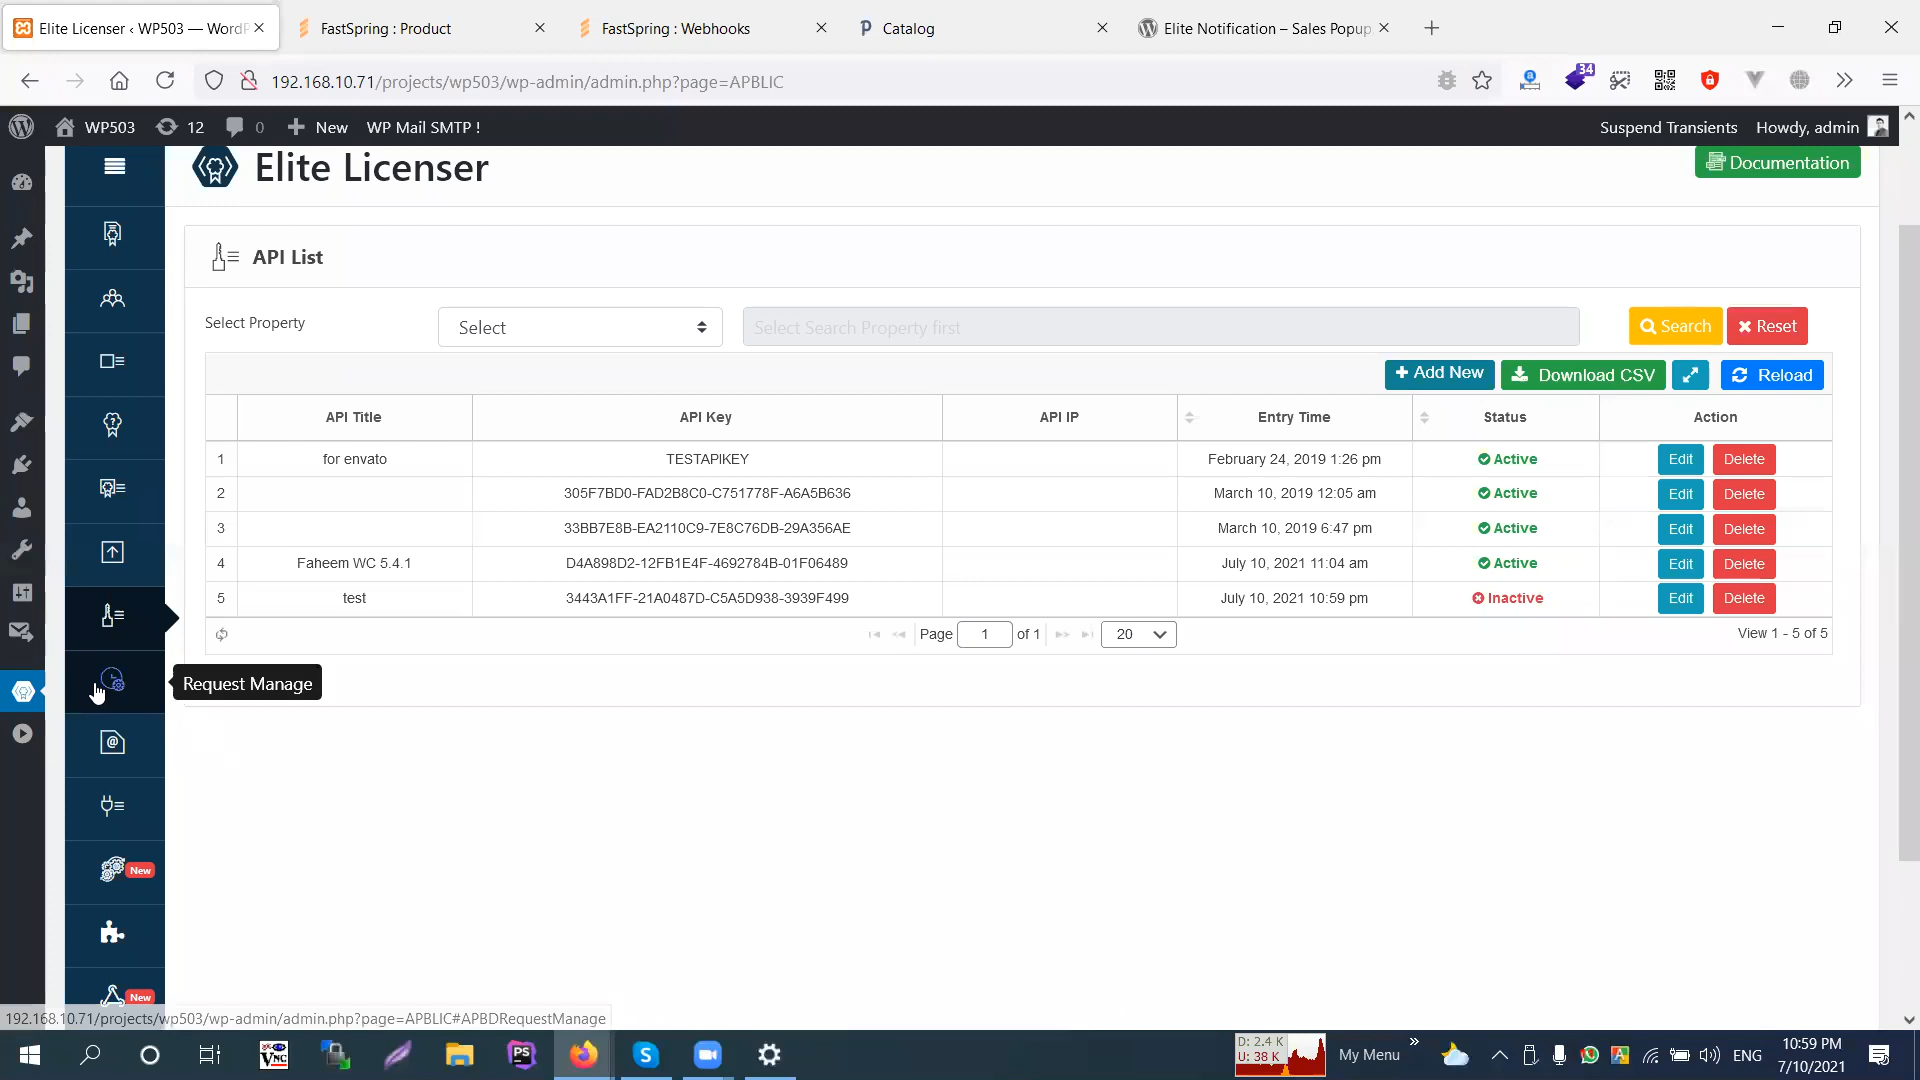 Elite Licenser ‹ WP503 — WordP
FastSpring : Product
FastSpring : Webhooks
Catalog
Elite Notification – Sales Popup
192.168.10.71/projects/wp503/wp-admin/admin.php?page=APBLIC
34
WP503
12
0
New
WP Mail SMTP !
Suspend Transients
Howdy, admin
Elite Licenser
Documentation
API List
Select Property
Select
Select Search Property first
Search
Reset
Add New
Download CSV
Reload
API Title API Key API IP Entry Time Status Action
1 for envato TESTAPIKEY February 24, 2019 1:26 pm Active Edit Delete
2 305F7BD0-FAD2B8C0-C751778F-A6A5B636 March 10, 2019 12:05 am Active Edit Delete
3 33BB7E8B-EA2110C9-7E8C76DB-29A356AE March 10, 2019 6:47 pm Active Edit Delete
4 Faheem WC 5.4.1 D4A898D2-12FB1E4F-4692784B-01F06489 July 10, 2021 11:04 am Active Edit Delete
5 test 3443A1FF-21A0487D-C5A5D938-3939F499 July 10, 2021 10:59 pm Inactive Edit Delete
Page 1 of 1 20 View 1 - 5 of 5
Request Manage
New
New
192.168.10.71/projects/wp503/wp-admin/admin.php?page=APBLIC#APBDRequestManage
VNC
PS
D: 2.4 K
U: 38 K
My Menu
ENG
10:59 PM
7/10/2021